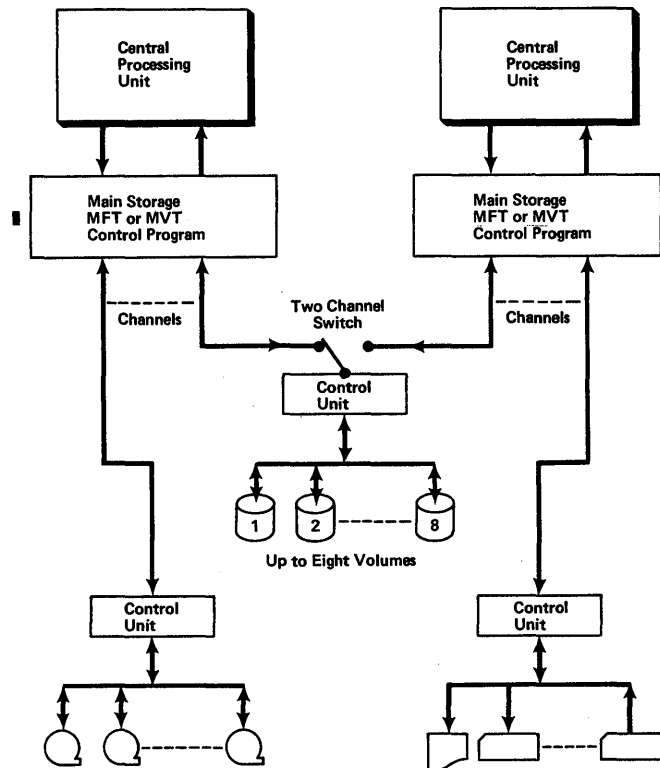 Central
Processing
Unit
Central
Processing
Unit
Main Storage
MFT or MVT
Control Program
Main Storage
MFT or MVT
Control Program
Channels
Two Channel
Switch
Channels
Control
Unit
1
2
8
Up to Eight Volumes
Control
Unit
Control
Unit